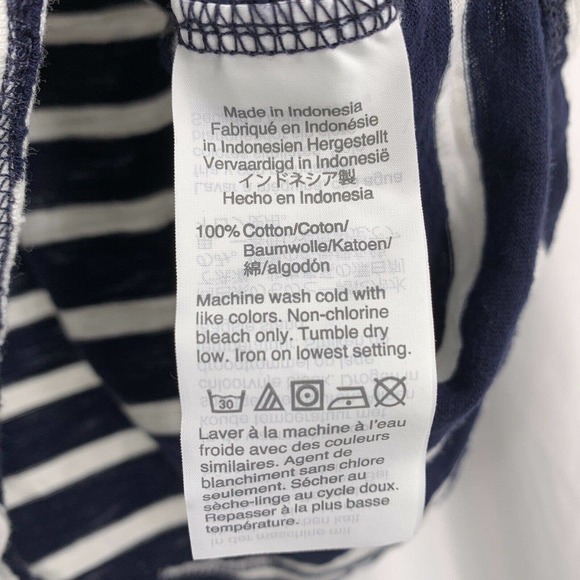 Made in Indonesia
Fabriqué en Indonésie
in Indonesien Hergestellt
Vervaardigd in Indonesië
インドネシア製
Hecho en Indonesia
100% Cotton/Coton/
Baumwolle/Katoen/
綿/algodón
Machine wash cold with
like colors. Non-chlorine
bleach only. Tumble dry
low. Iron on lowest setting.
30
Laver à la machine à l'eau
froide avec des couleurs
similaires. Agent de
blanchiment sans chlore
seulement. Sécher au
sèche-linge au cycle doux.
Repasser à la plus basse
température.